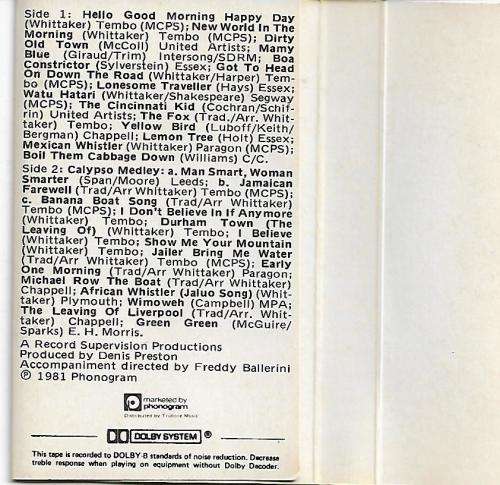 Side 1: Hello Good Morning Happy Day
(Whittaker) Tembo (MCPS); New World In The
Morning (Whittaker) Tembo (MCPS); Dirty
Old Town (McColl) United Artists; Mamy
Blue (Giraud/Trim) Intersong/SDRM; Boa
Constrictor (Sylverstein) Essex; Got To Head
On Down The Road (Whittaker/Harper) Tem-
bo (MCPS); Lonesome Traveller (Hays) Essex;
Watu Hatari (Whittaker/Shakespeare) Segway
(MCPS); The Cincinnati Kid (Cochran/Schif-
rin) United Artists; The Fox (Trad./Arr. Whit-
taker) Tembo; Yellow Bird (Luboff/Keith/
Bergman) Chappell; Lemon Tree (Holt) Essex;
Mexican Whistler (Whittaker) Paragon (MCPS);
Boil Them Cabbage Down (Williams) C/C.
Side 2: Calypso Medley: a. Man Smart, Woman
Smarter (Span/Moore) Leeds; b. Jamaican
Farewell (Trad/Arr Whittaker) Tembo (MCPS);
c. Banana Boat Song (Trad/Arr Whittaker)
Tembo (MCPS); I Don't Believe In If Anymore
(Whittaker) Tembo; Durham Town (The
Leaving Of) (Whittaker) Tembo; I Believe
(Whittaker) Tembo; Show Me Your Mountain
(Whittaker) Tembo; Jailer Bring Me Water
(Trad/Arr Whittaker) Tembo (MCPS); Early
One Morning (Trad/Arr Whittaker) Paragon;
Michael Row The Boat (Trad/Arr Whittaker)
Chappell; African Whistler (Jaluo Song) (Whit-
taker) Plymouth; Wimoweh (Campbell) MPA;
The Leaving Of Liverpool (Trad/Arr. Whit-
taker) Chappell; Green Green (McGuire/
Sparks) E. H. Morris.
A Record Supervision Productions
Produced by Denis Preston
Accompaniment directed by Freddy Ballerini
℗ 1981 Phonogram
marketed by
phonogram
Distributed by Trutone Music
DOLBY SYSTEM ®
This tape is recorded to DOLBY-B standards of noise reduction. Decrease
treble response when playing on equipment without Dolby Decoder.